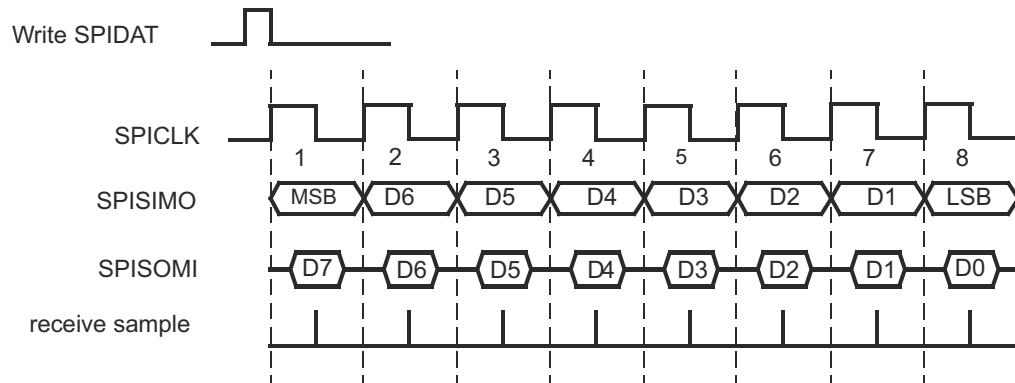 Write SPIDAT
SPICLK
1 2 3 4 5 6 7 8
SPISIMO MSB D6 D5 D4 D3 D2 D1 LSB
SPISOMI D7 D6 D5 D4 D3 D2 D1 D0
receive sample